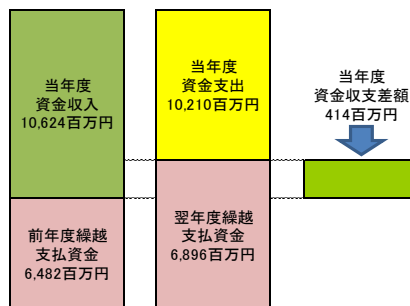 当年度
資金収入
10,624百万円
前年度繰越
支払資金
6,482百万円
当年度
資金支出
10,210百万円
翌年度繰越
支払資金
6,896百万円
当年度
資金収支差額
414百万円